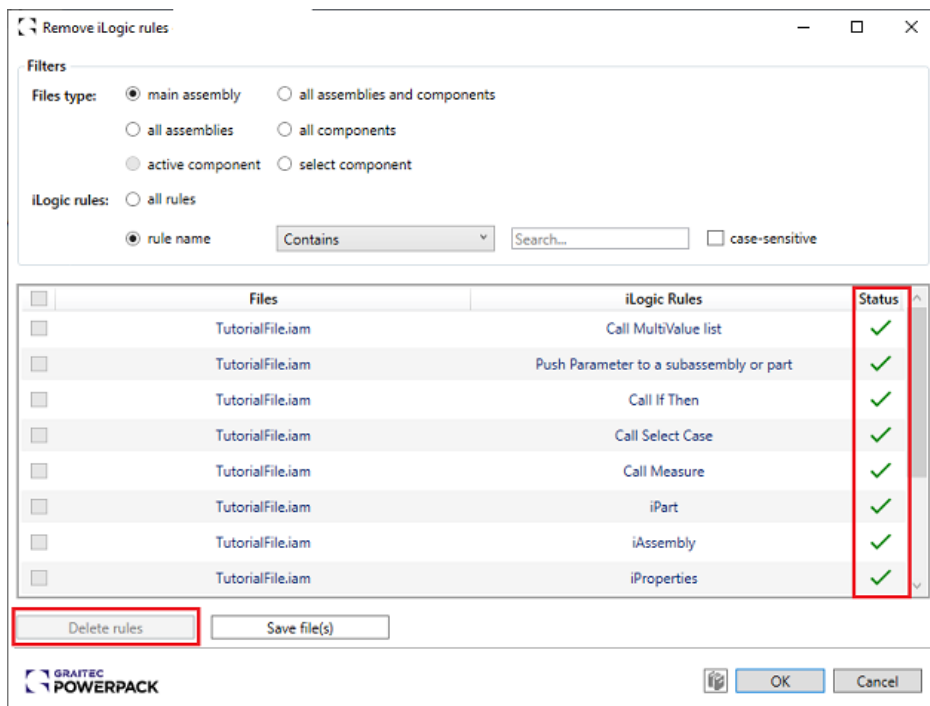 Remove iLogic rules
Filters
Files type: main assembly all assemblies and components
all assemblies all components
active component select component
iLogic rules: all rules
rule name Contains Search... case-sensitive
Files iLogic Rules Status
TutorialFile.iam Call MultiValue list
TutorialFile.iam Push Parameter to a subassembly or part
TutorialFile.iam Call If Then
TutorialFile.iam Call Select Case
TutorialFile.iam Call Measure
TutorialFile.iam iPart
TutorialFile.iam iAssembly
TutorialFile.iam iProperties
Delete rules Save file(s)
GRAITEC
POWERPACK
OK Cancel